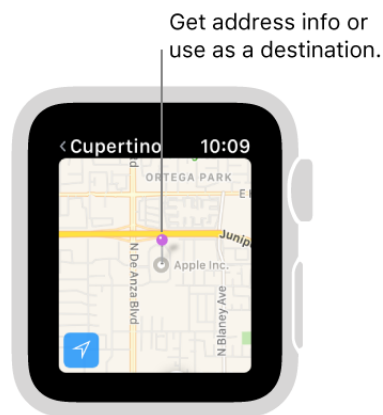 Get address info or
use as a destination.
<Cupertino 10:09
ORTEGA PARK
Junip
Apple Inc.
N De Anza Blvd
N Blaney Ave